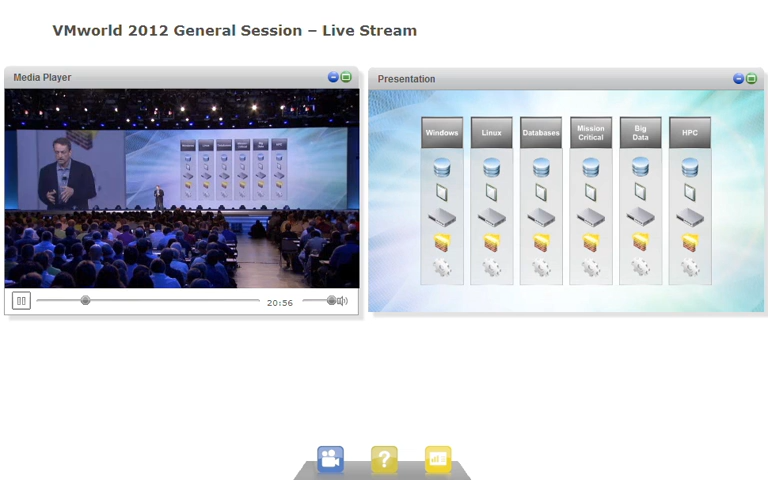 VMworld 2012 General Session – Live Stream
Media Player
Presentation
Windows
Linux
Databases
Mission
Critical
Big
Data
HPC
20:56
?